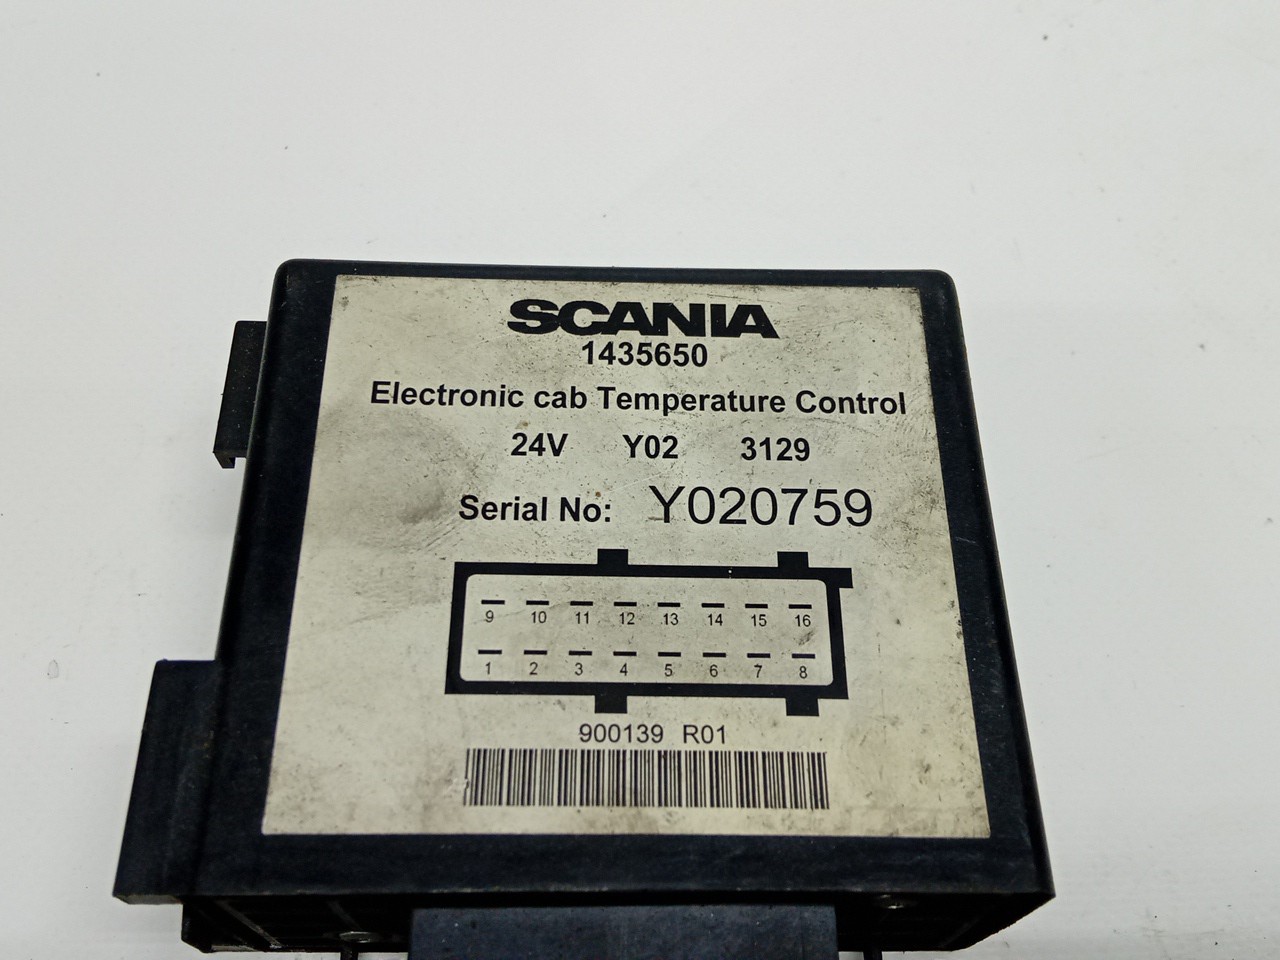 SCANIA
1435650
Electronic cab Temperature Control
24V Y02 3129
Serial No: Y020759
9 10 11 12 13 14 15 16
1 2 3 4 5 6 7 8
900139 R01